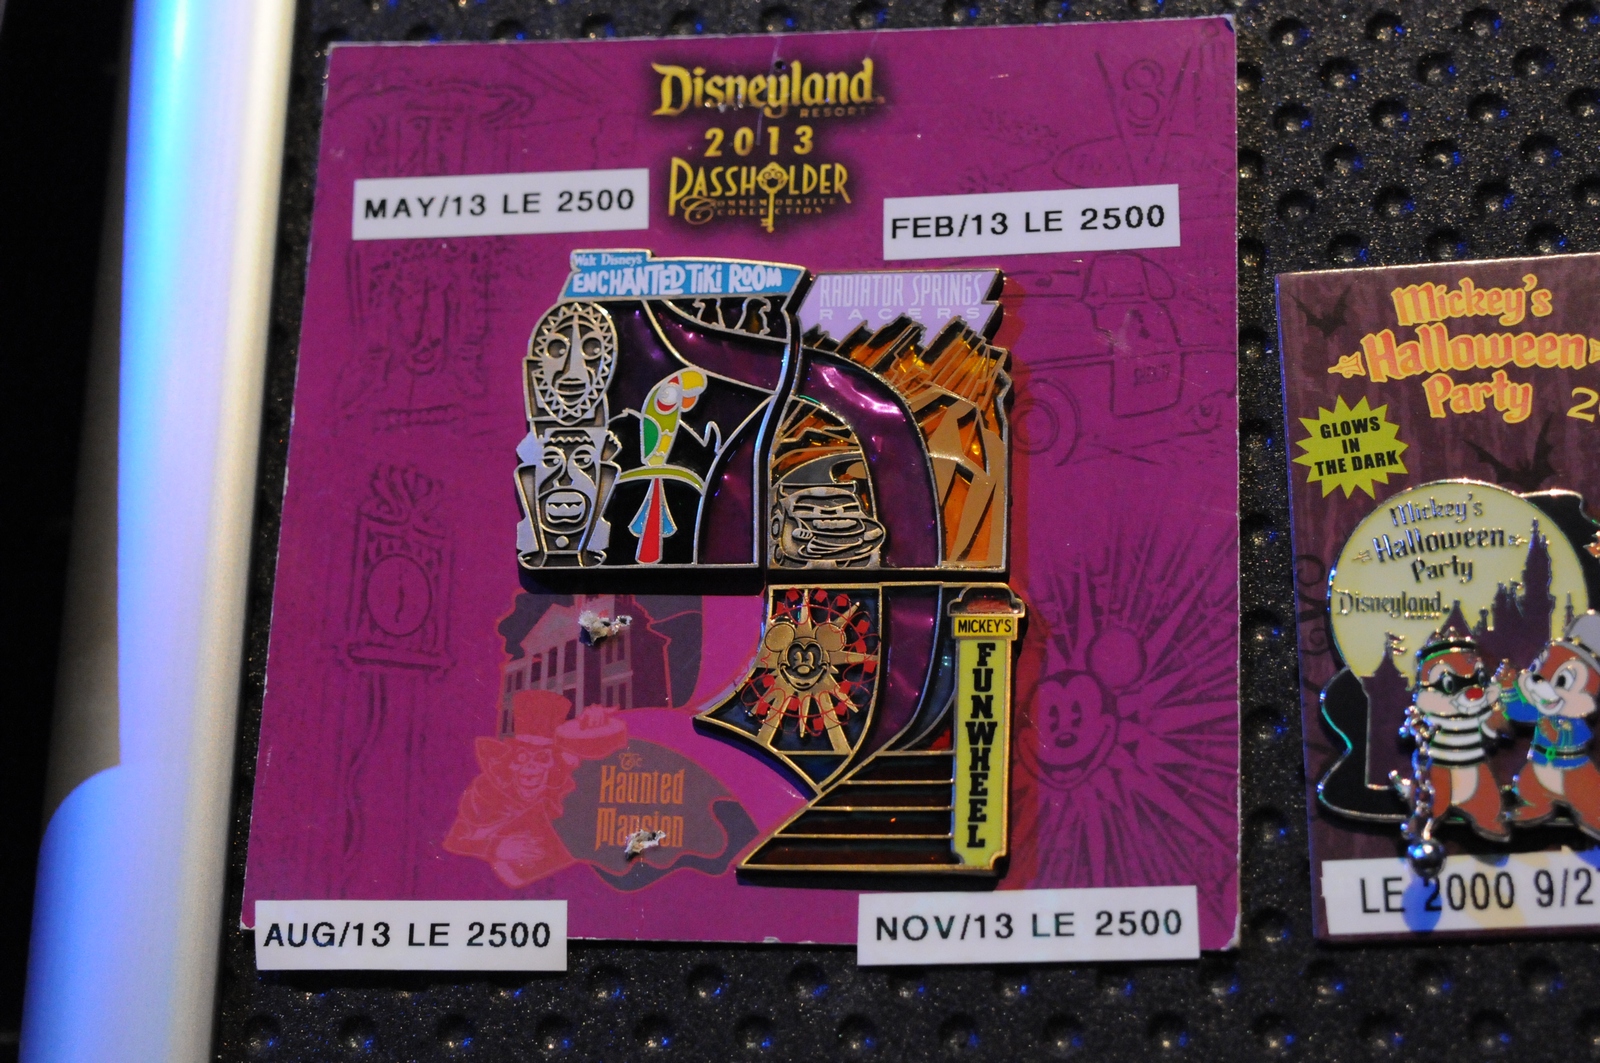 Disneyland
RESORT
2013
PASSHOLDER
COMMEMORATIVE
COLLECTION
MAY/13 LE 2500
FEB/13 LE 2500
Walt Disney's
ENCHANTED TIKI ROOM
RADIATOR SPRINGS
RACERS
MICKEY'S
FUNWHEEL
The
Haunted
Mansion
AUG/13 LE 2500
NOV/13 LE 2500
Mickey's
Halloween
Party
GLOWS
IN
THE DARK
Mickey's
Halloween
Party
Disneyland
LE 2000 9/2